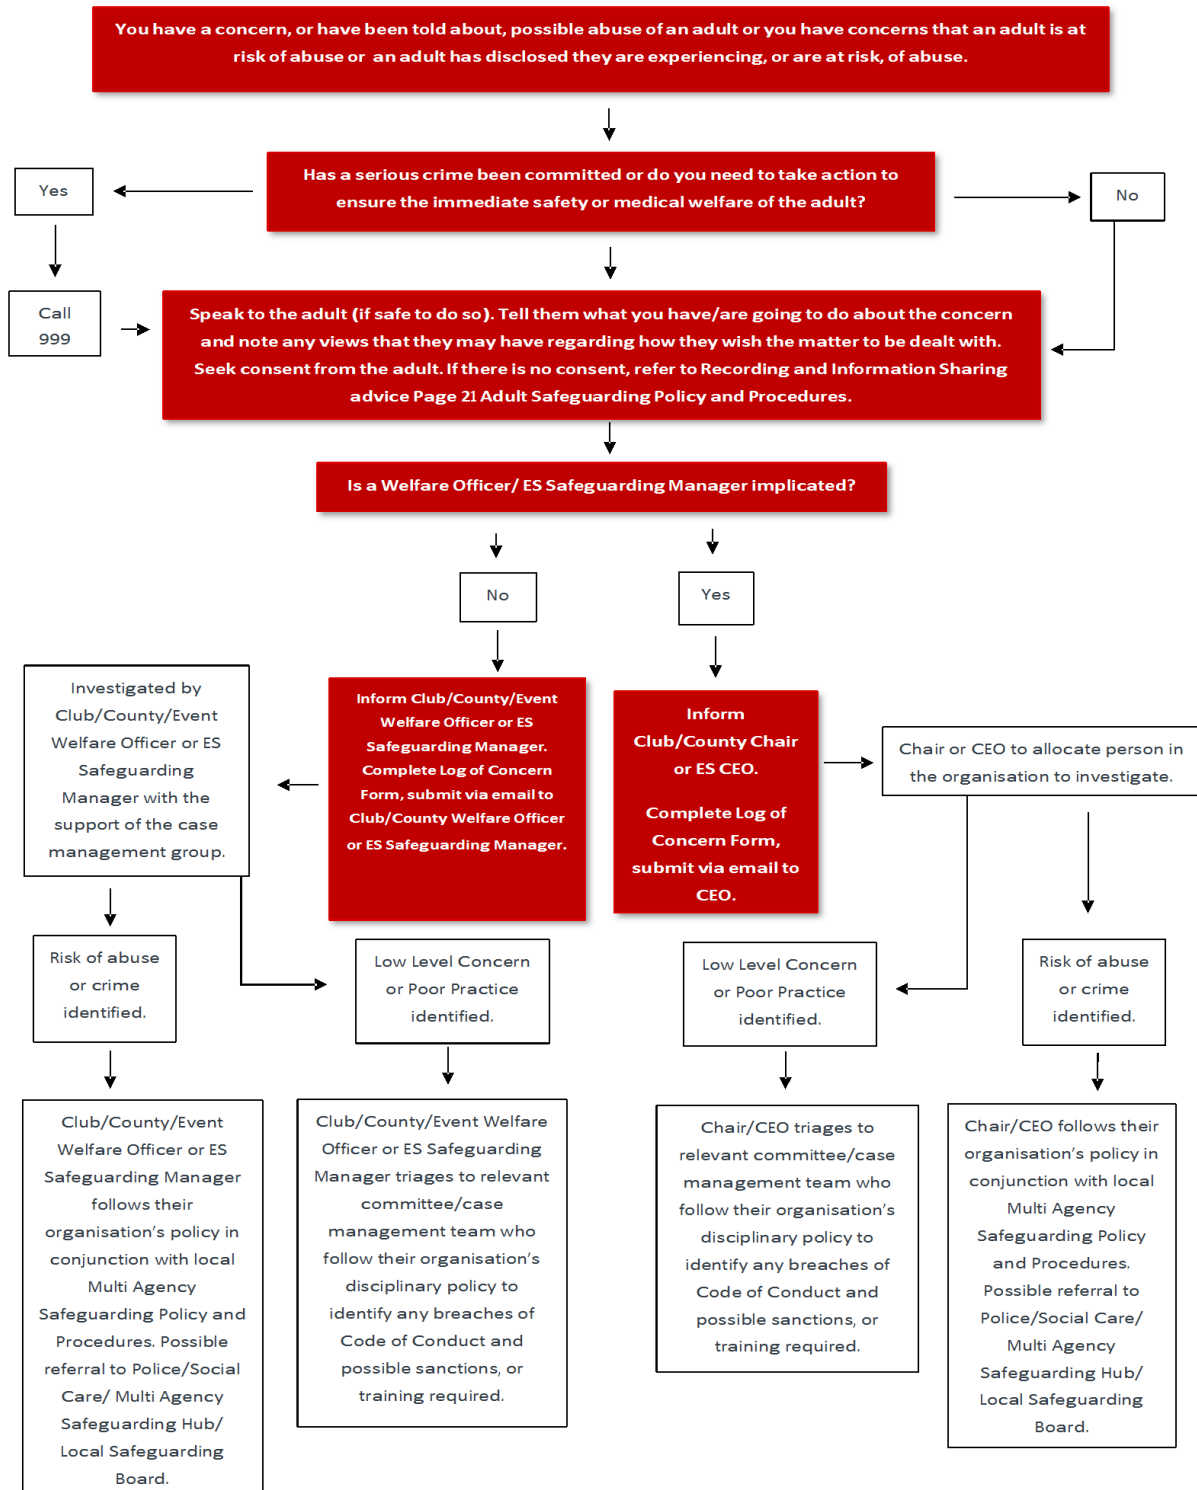 You have a concern, or have been told about, possible abuse of an adult or you have concerns that an adult is at
risk of abuse or an adult has disclosed they are experiencing, or are at risk, of abuse.
Has a serious crime been committed or do you need to take action to
ensure the immediate safety or medical welfare of the adult?
Yes
No
Call
999
Speak to the adult (if safe to do so). Tell them what you have/are going to do about the concern
and note any views that they may have regarding how they wish the matter to be dealt with.
Seek consent from the adult. If there is no consent, refer to Recording and Information Sharing
advice Page 21 Adult Safeguarding Policy and Procedures.
Is a Welfare Officer/ ES Safeguarding Manager implicated?
No
Yes
Investigated by
Club/County/Event
Welfare Officer or ES
Safeguarding
Manager with the
support of the case
management group.
Inform Club/County/Event
Welfare Officer or ES
Safeguarding Manager.
Complete Log of Concern
Form, submit via email to
Club/County Welfare Officer
or ES Safeguarding Manager.
Inform
Club/County Chair
or ES CEO.
Complete Log of
Concern Form,
submit via email to
CEO.
Chair or CEO to allocate person in
the organisation to investigate.
Risk of abuse
or crime
identified.
Low Level Concern
or Poor Practice
identified.
Low Level Concern
or Poor Practice
identified.
Risk of abuse
or crime
identified.
Club/County/Event
Welfare Officer or ES
Safeguarding Manager
follows their
organisation's policy in
conjunction with local
Multi Agency
Safeguarding Policy and
Procedures. Possible
referral to Police/Social
Care/ Multi Agency
Safeguarding Hub/
Local Safeguarding
Board.
Club/County/Event Welfare
Officer or ES Safeguarding
Manager triages to relevant
committee/case
management team who
follow their organisation's
disciplinary policy to
identify any breaches of
Code of Conduct and
possible sanctions, or
training required.
Chair/CEO triages to
relevant committee/case
management team who
follow their organisation's
disciplinary policy to
identify any breaches of
Code of Conduct and
possible sanctions, or
training required.
Chair/CEO follows their
organisation's policy in
conjunction with local
Multi Agency
Safeguarding Policy
and Procedures.
Possible referral to
Police/Social Care/
Multi Agency
Safeguarding Hub/
Local Safeguarding
Board.